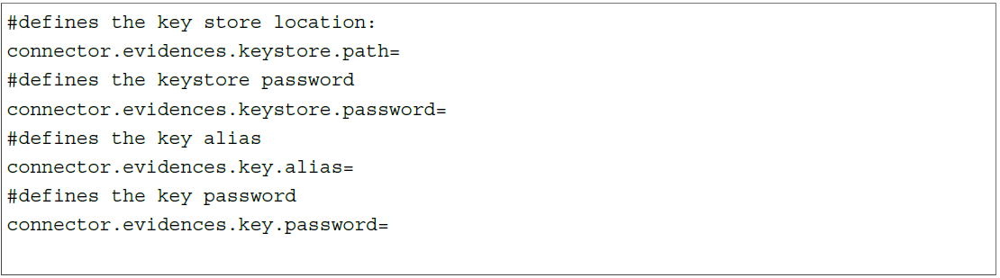 #defines the key store location:
connector.evidences.keystore.path=
#defines the keystore password
connector.evidences.keystore.password=
#defines the key alias
connector.evidences.key.alias=
#defines the key password
connector.evidences.key.password=